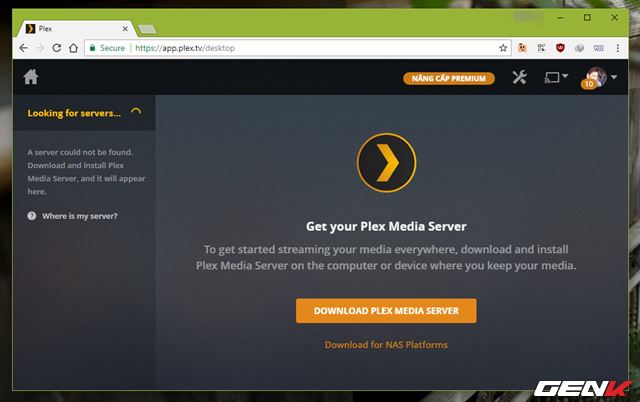 Plex
Secure
https://app.plex.tv/desktop
NÂNG CẤP PREMIUM
10
Looking for servers...
A server could not be found.
Download and install Plex
Media Server, and it will appear
here.
? Where is my server?
Get your Plex Media Server
To get started streaming your media everywhere, download and install
Plex Media Server on the computer or device where you keep your media.
DOWNLOAD PLEX MEDIA SERVER
Download for NAS Platforms
GENK